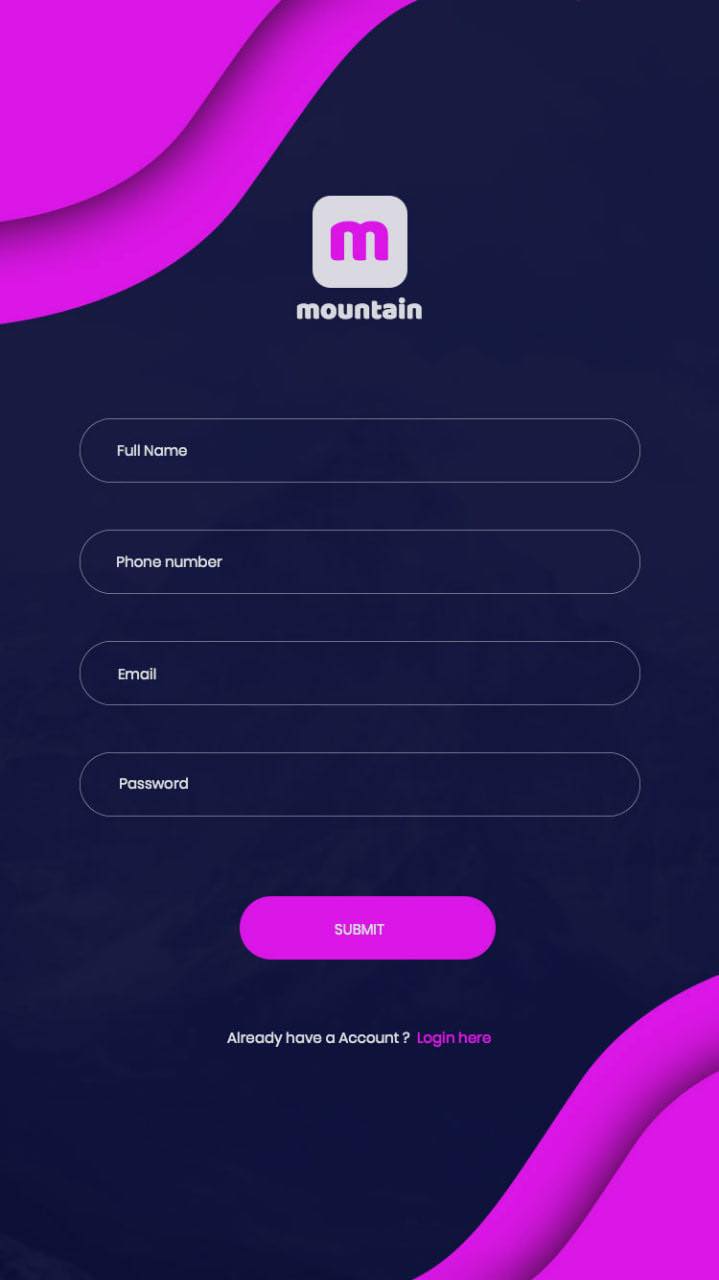 m
mountain
Full Name
Phone number
Email
Password
SUBMIT
Already have a Account ? Login here